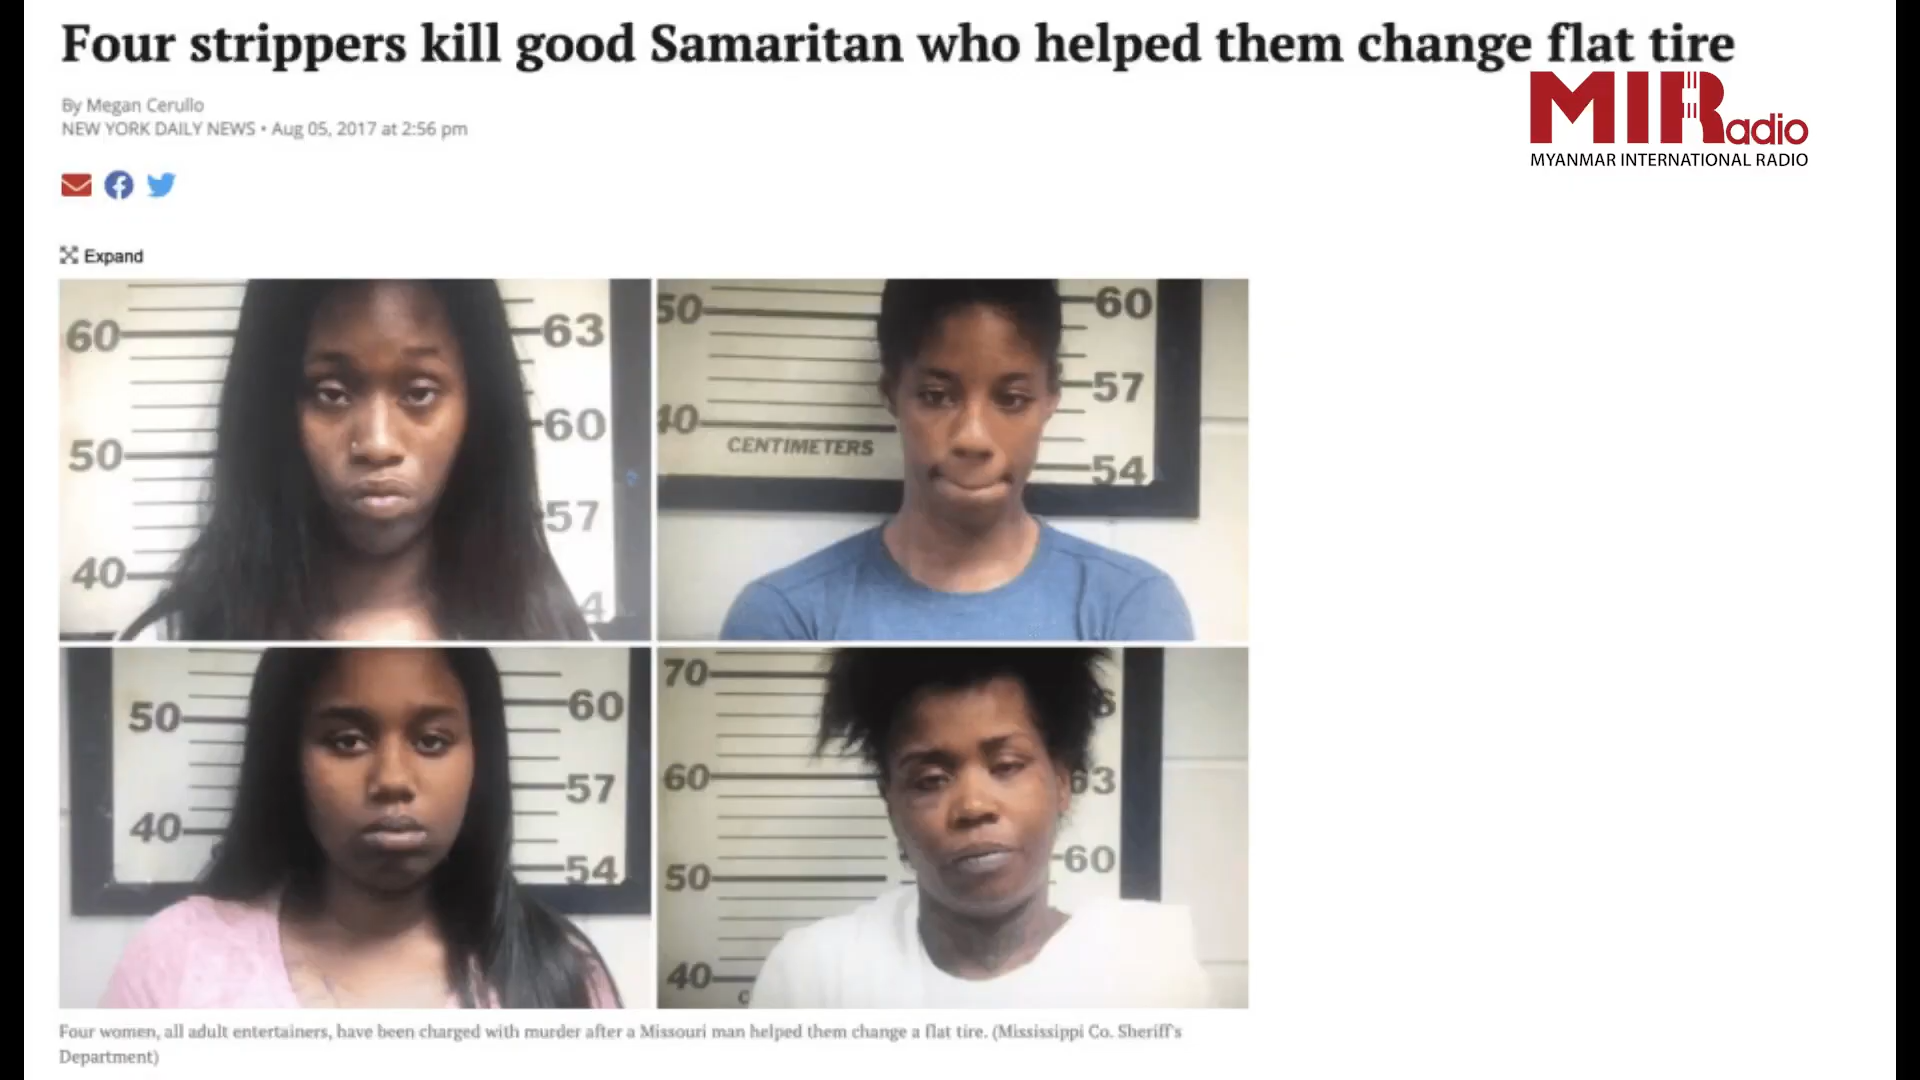 Four strippers kill good Samaritan who helped them change flat tire
MIRadio
MYANMAR INTERNATIONAL RADIO
By Megan Cerullo
NEW YORK DAILY NEWS • Aug 05, 2017 at 2:56 pm
Expand
60 63
50 60
57
40 4
50 60
40 57
CENTIMETERS
54
50 60
40 57
54
70 6
60 63
50 60
40
C
Four women, all adult entertainers, have been charged with murder after a Missouri man helped them change a flat tire. (Mississippi Co. Sheriff's
Department)